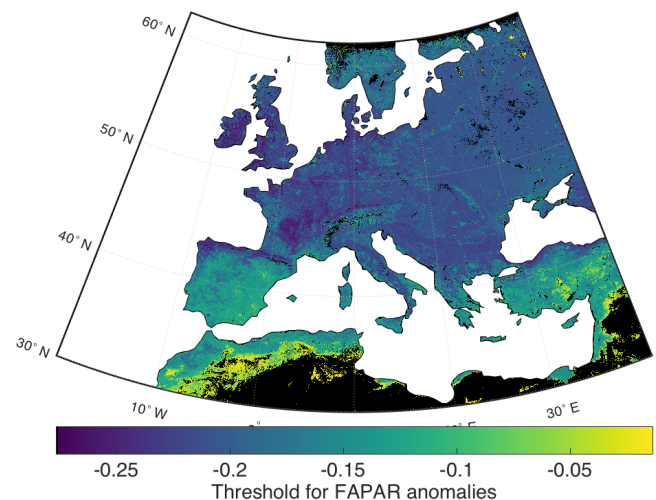 60° N
50° N
40° N
30° N
10° W
30° E
-0.25 -0.2 -0.15 -0.1 -0.05
Threshold for FAPAR anomalies